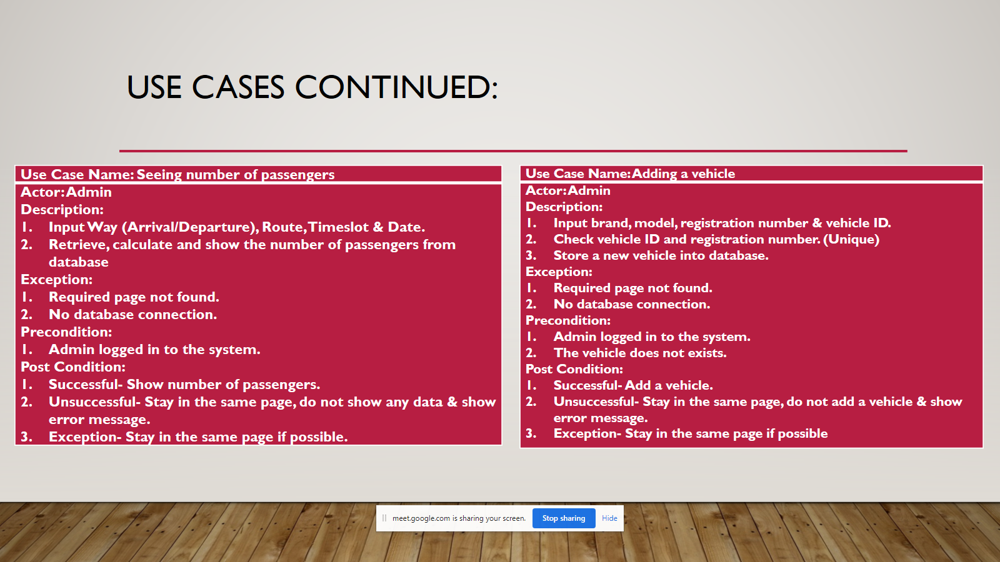 USE CASES CONTINUED:
Use Case Name: Seeing number of passengers
Actor: Admin
Description:
1. Input Way (Arrival/Departure), Route, Timeslot & Date.
2. Retrieve, calculate and show the number of passengers from
database
Exception:
1. Required page not found.
2. No database connection.
Precondition:
1. Admin logged in to the system.
Post Condition:
1. Successful- Show number of passengers.
2. Unsuccessful- Stay in the same page, do not show any data & show
error message.
3. Exception- Stay in the same page if possible.
Use Case Name: Adding a vehicle
Actor: Admin
Description:
1. Input brand, model, registration number & vehicle ID.
2. Check vehicle ID and registration number. (Unique)
3. Store a new vehicle into database.
Exception:
1. Required page not found.
2. No database connection.
Precondition:
1. Admin logged in to the system.
2. The vehicle does not exists.
Post Condition:
1. Successful- Add a vehicle.
2. Unsuccessful- Stay in the same page, do not add a vehicle & show
error message.
3. Exception- Stay in the same page if possible
meet.google.com is sharing your screen. Stop sharing Hide